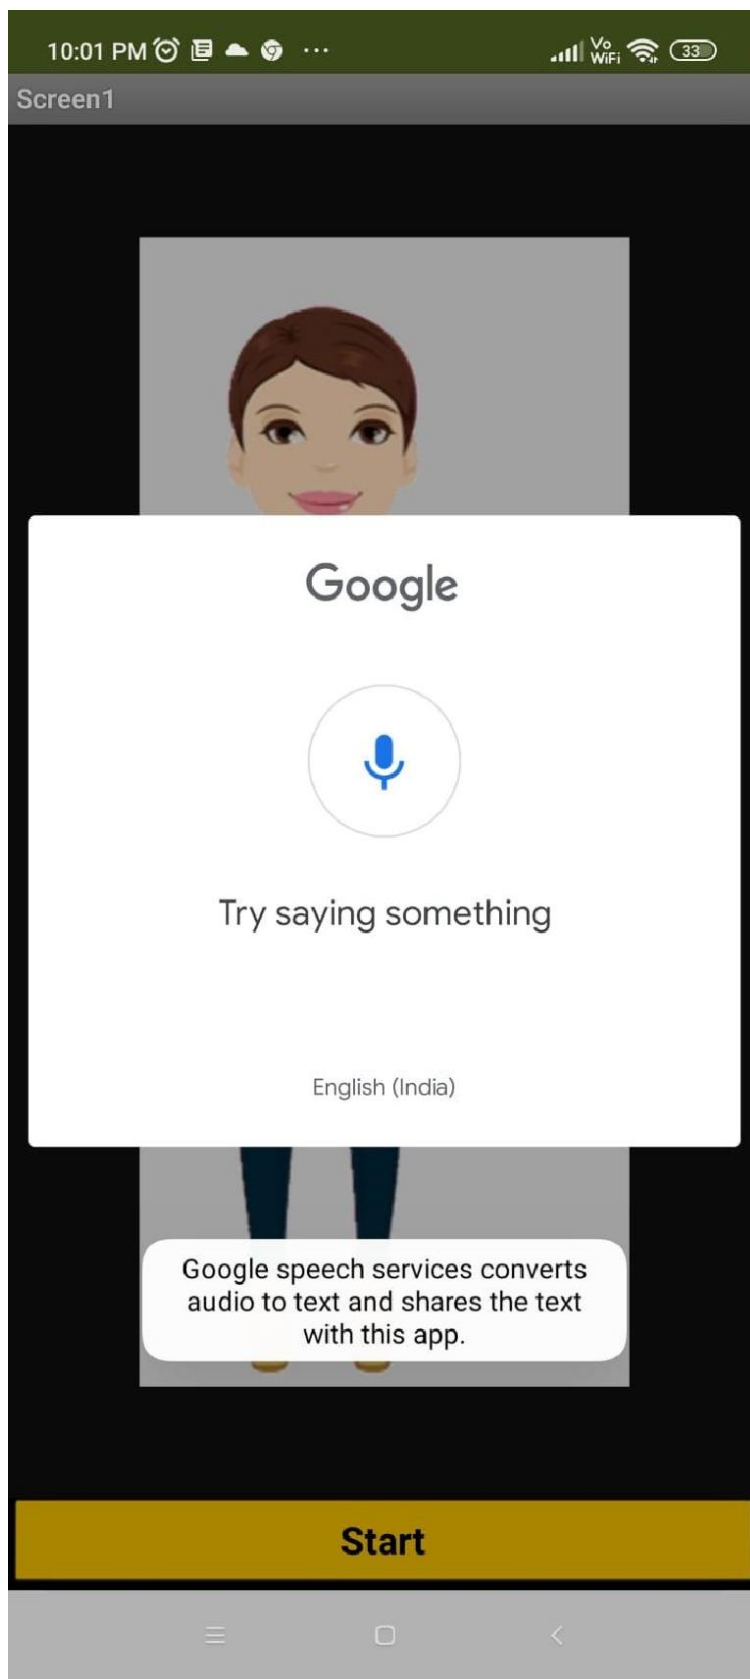 10:01 PM ... Vo WiFi 33
Screen1
Google
Try saying something
English (India)
Google speech services converts
audio to text and shares the text
with this app.
Start